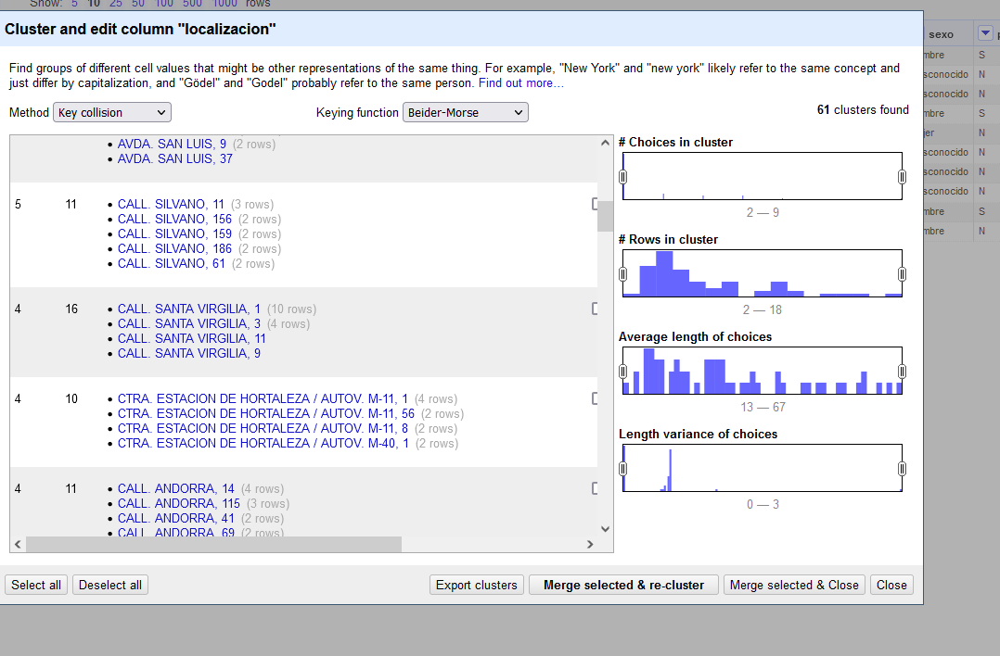 Show: 5 10 25 50 100 500 1000 rows
Cluster and edit column "localizacion"
Find groups of different cell values that might be other representations of the same thing. For example, "New York" and "new york" likely refer to the same concept and
just differ by capitalization, and "Gödel" and "Godel" probably refer to the same person. Find out more...
Method Key collision Keying function Beider-Morse 61 clusters found
AVDA. SAN LUIS, 9 (2 rows)
AVDA. SAN LUIS, 37
5 11 CALL. SILVANO, 11 (3 rows)
CALL. SILVANO, 156 (2 rows)
CALL. SILVANO, 159 (2 rows)
CALL. SILVANO, 186 (2 rows)
CALL. SILVANO, 61 (2 rows)
4 16 CALL. SANTA VIRGILIA, 1 (10 rows)
CALL. SANTA VIRGILIA, 3 (4 rows)
CALL. SANTA VIRGILIA, 11
CALL. SANTA VIRGILIA, 9
4 10 CTRA. ESTACION DE HORTALEZA / AUTOV. M-11, 1 (4 rows)
CTRA. ESTACION DE HORTALEZA / AUTOV. M-11, 56 (2 rows)
CTRA. ESTACION DE HORTALEZA / AUTOV. M-11, 8 (2 rows)
CTRA. ESTACION DE HORTALEZA / AUTOV. M-40, 1 (2 rows)
4 11 CALL. ANDORRA, 14 (4 rows)
CALL. ANDORRA, 115 (3 rows)
CALL. ANDORRA, 41 (2 rows)
CALL. ANDORRA, 69 (2 rows)
# Choices in cluster
2 — 9
# Rows in cluster
2 — 18
Average length of choices
13 — 67
Length variance of choices
0 — 3
Select all Deselect all Export clusters Merge selected & re-cluster Merge selected & Close Close
sexo
mbre S
sconocido N
sconocido N
mbre S
jer N
sconocido N
sconocido N
sconocido N
mbre S
mbre N